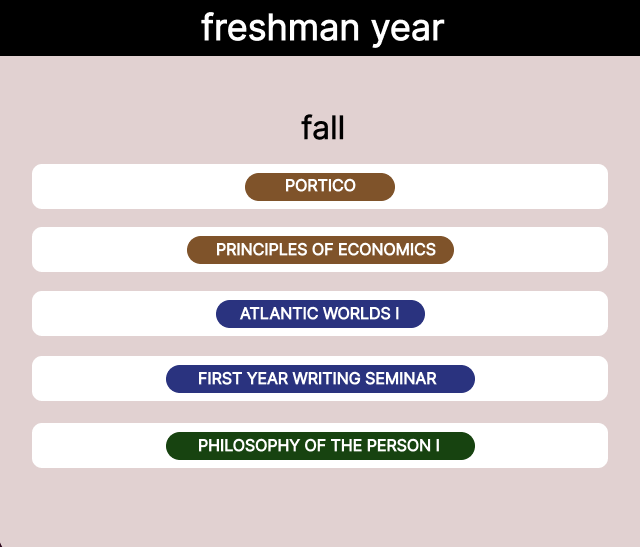 freshman year
fall
PORTICO
PRINCIPLES OF ECONOMICS
ATLANTIC WORLDS I
FIRST YEAR WRITING SEMINAR
PHILOSOPHY OF THE PERSON I